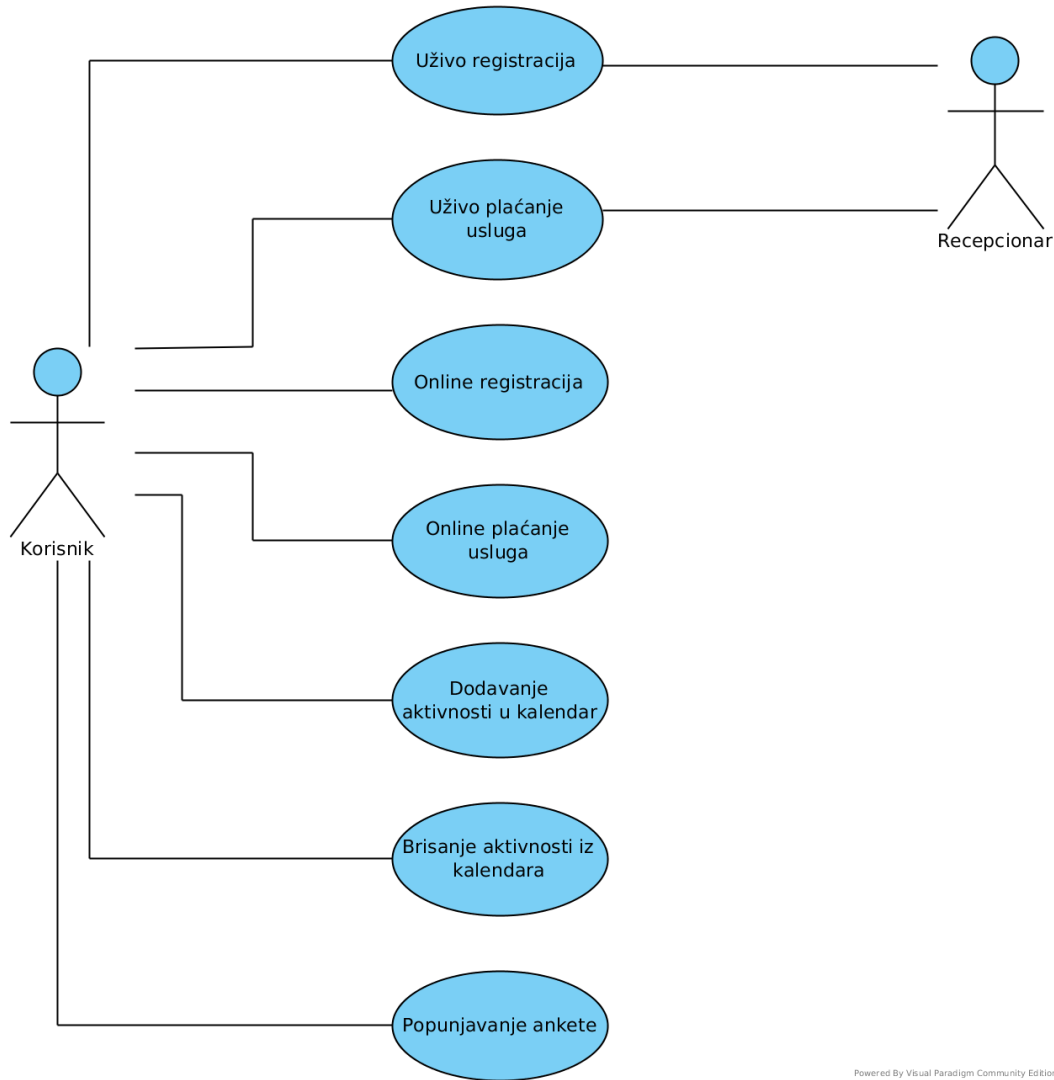 Uživo registracija
Uživo plaćanje
usluga
Recepcionar
Online registracija
Korisnik
Online plaćanje
usluga
Dodavanje
aktivnosti u kalendar
Brisanje aktivnosti iz
kalendara
Popunjavanje ankete
Powered By Visual Paradigm Community Edition